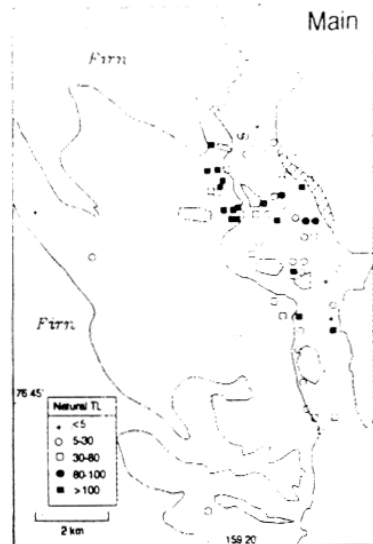 Main
Firn
Firn
76 45'
Natural TL
<5
5-30
30-80
80-100
>100
2 km
159 20'